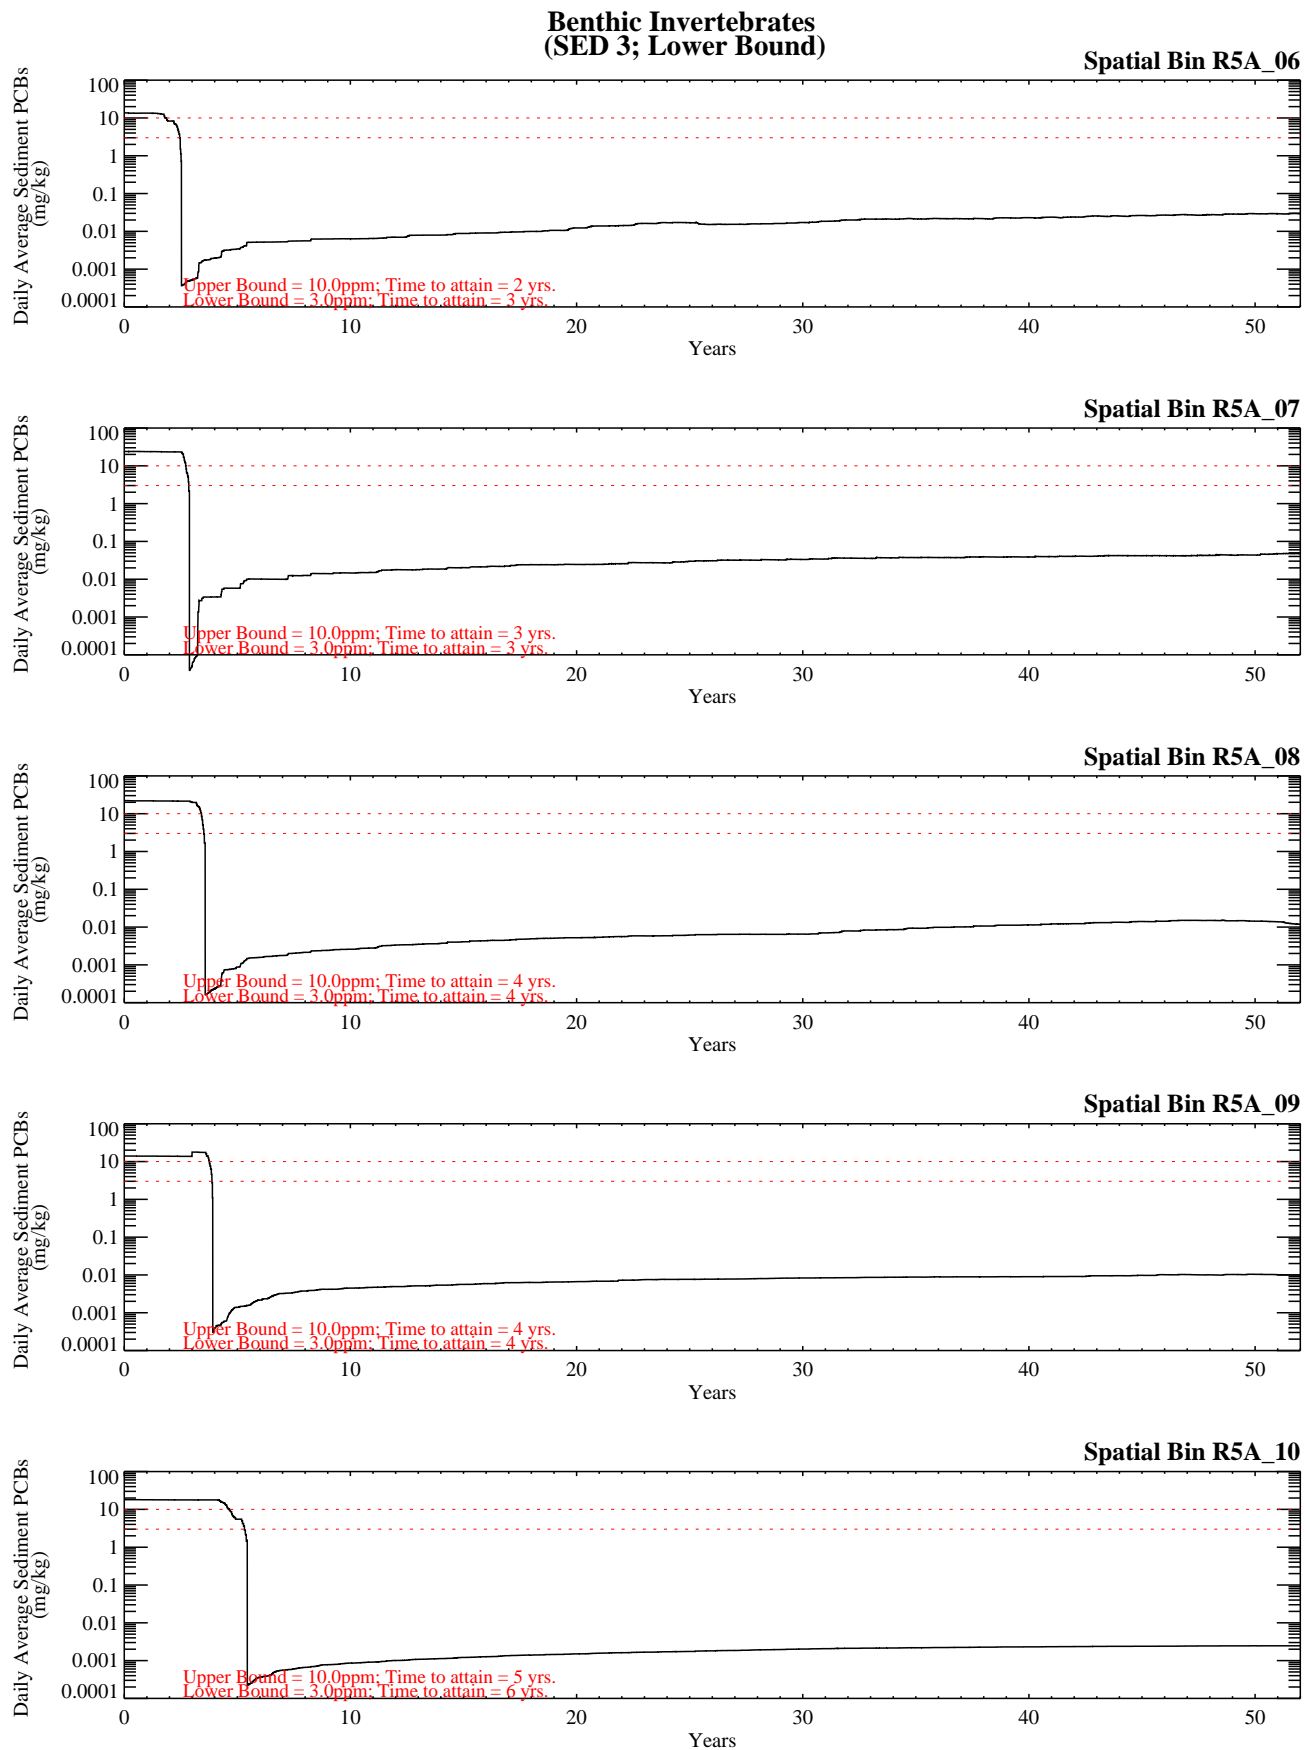 Benthic Invertebrates
(SED 3; Lower Bound)
Spatial Bin R5A_06
Daily Average Sediment PCBs
(mg/kg)
100
10
1
0.1
0.01
0.001
0.0001
Upper Bound = 10.0ppm; Time to attain = 2 yrs.
Lower Bound = 3.0ppm; Time to attain = 3 yrs.
0 10 20 30 40 50
Years
Spatial Bin R5A_07
Daily Average Sediment PCBs
(mg/kg)
100
10
1
0.1
0.01
0.001
0.0001
Upper Bound = 10.0ppm; Time to attain = 3 yrs.
Lower Bound = 3.0ppm; Time to attain = 3 yrs.
0 10 20 30 40 50
Years
Spatial Bin R5A_08
Daily Average Sediment PCBs
(mg/kg)
100
10
1
0.1
0.01
0.001
0.0001
Upper Bound = 10.0ppm; Time to attain = 4 yrs.
Lower Bound = 3.0ppm; Time to attain = 4 yrs.
0 10 20 30 40 50
Years
Spatial Bin R5A_09
Daily Average Sediment PCBs
(mg/kg)
100
10
1
0.1
0.01
0.001
0.0001
Upper Bound = 10.0ppm; Time to attain = 4 yrs.
Lower Bound = 3.0ppm; Time to attain = 4 yrs.
0 10 20 30 40 50
Years
Spatial Bin R5A_10
Daily Average Sediment PCBs
(mg/kg)
100
10
1
0.1
0.01
0.001
0.0001
Upper Bound = 10.0ppm; Time to attain = 5 yrs.
Lower Bound = 3.0ppm; Time to attain = 6 yrs.
0 10 20 30 40 50
Years